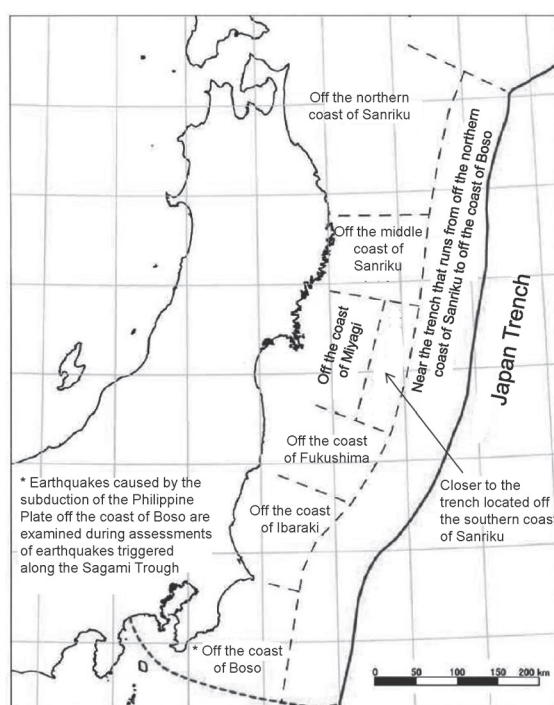 Off the northern
coast of Sanriku
Near the trench that runs from off the northern
coast of Sanriku to off the coast of Boso
Off the middle
coast of
Sanriku
Japan Trench
Off the coast
of Miyagi
Off the coast
of Fukushima
Closer to the
trench located off
the southern coast
of Sanriku
* Earthquakes caused by the
subduction of the Philippine
Plate off the coast of Boso are
examined during assessments
of earthquakes triggered
along the Sagami Trough
Off the coast
of Ibaraki
* Off the coast
of Boso
0 50 100 150 200 km